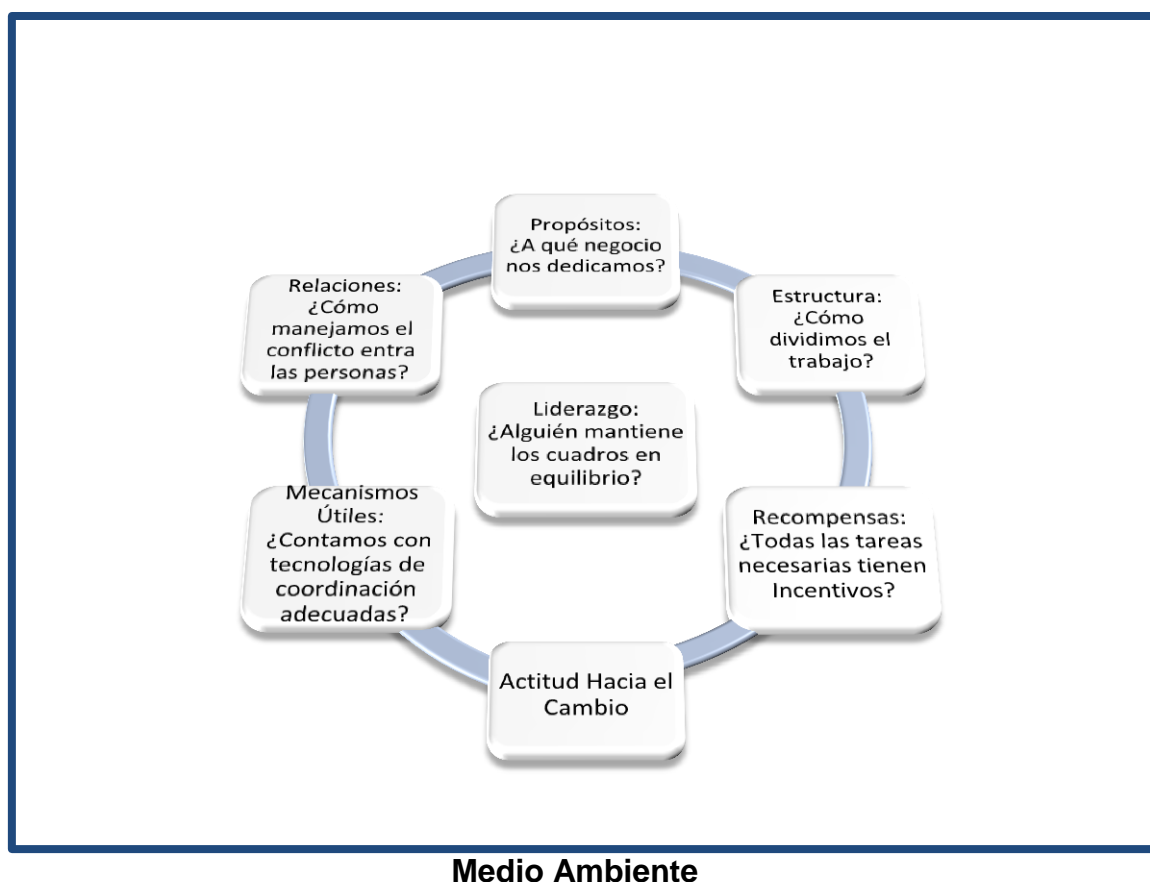 Propósitos:
¿A qué negocio
nos dedicamos?
Relaciones:
¿Cómo
manejamos el
conflicto entra
las personas?
Estructura:
¿Cómo
dividimos el
trabajo?
Liderazgo:
¿Alguién mantiene
los cuadros en
equilibrio?
Mecanismos
Útiles:
¿Contamos con
tecnologías de
coordinación
adecuadas?
Recompensas:
¿Todas las tareas
necesarias tienen
Incentivos?
Actitud Hacia el
Cambio
Medio Ambiente